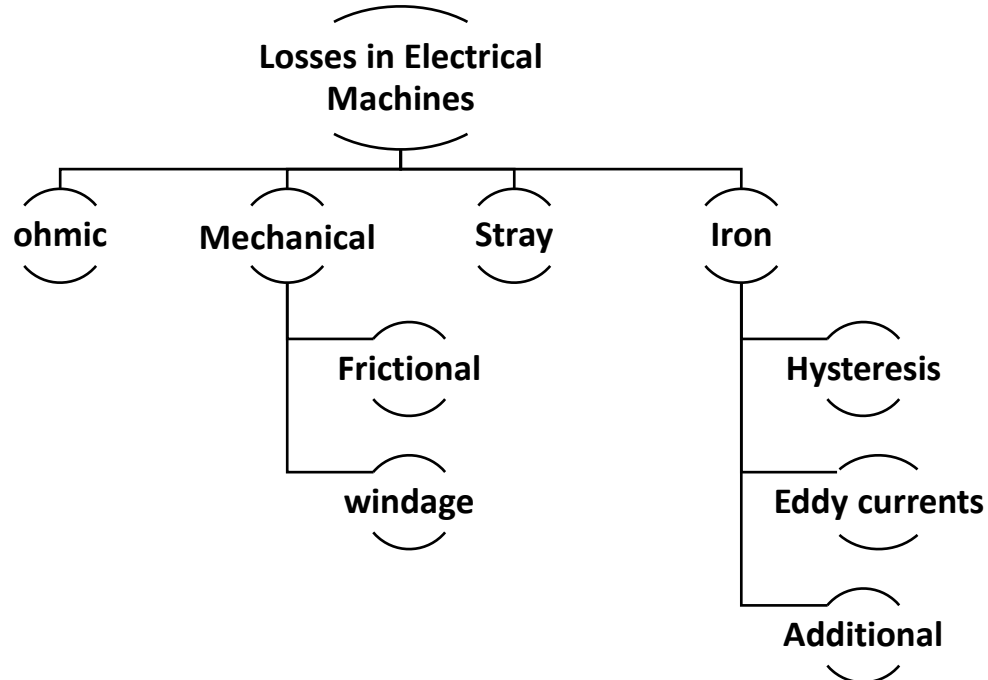 Losses in Electrical
Machines
ohmic
Mechanical
Stray
Iron
Frictional
windage
Hysteresis
Eddy currents
Additional